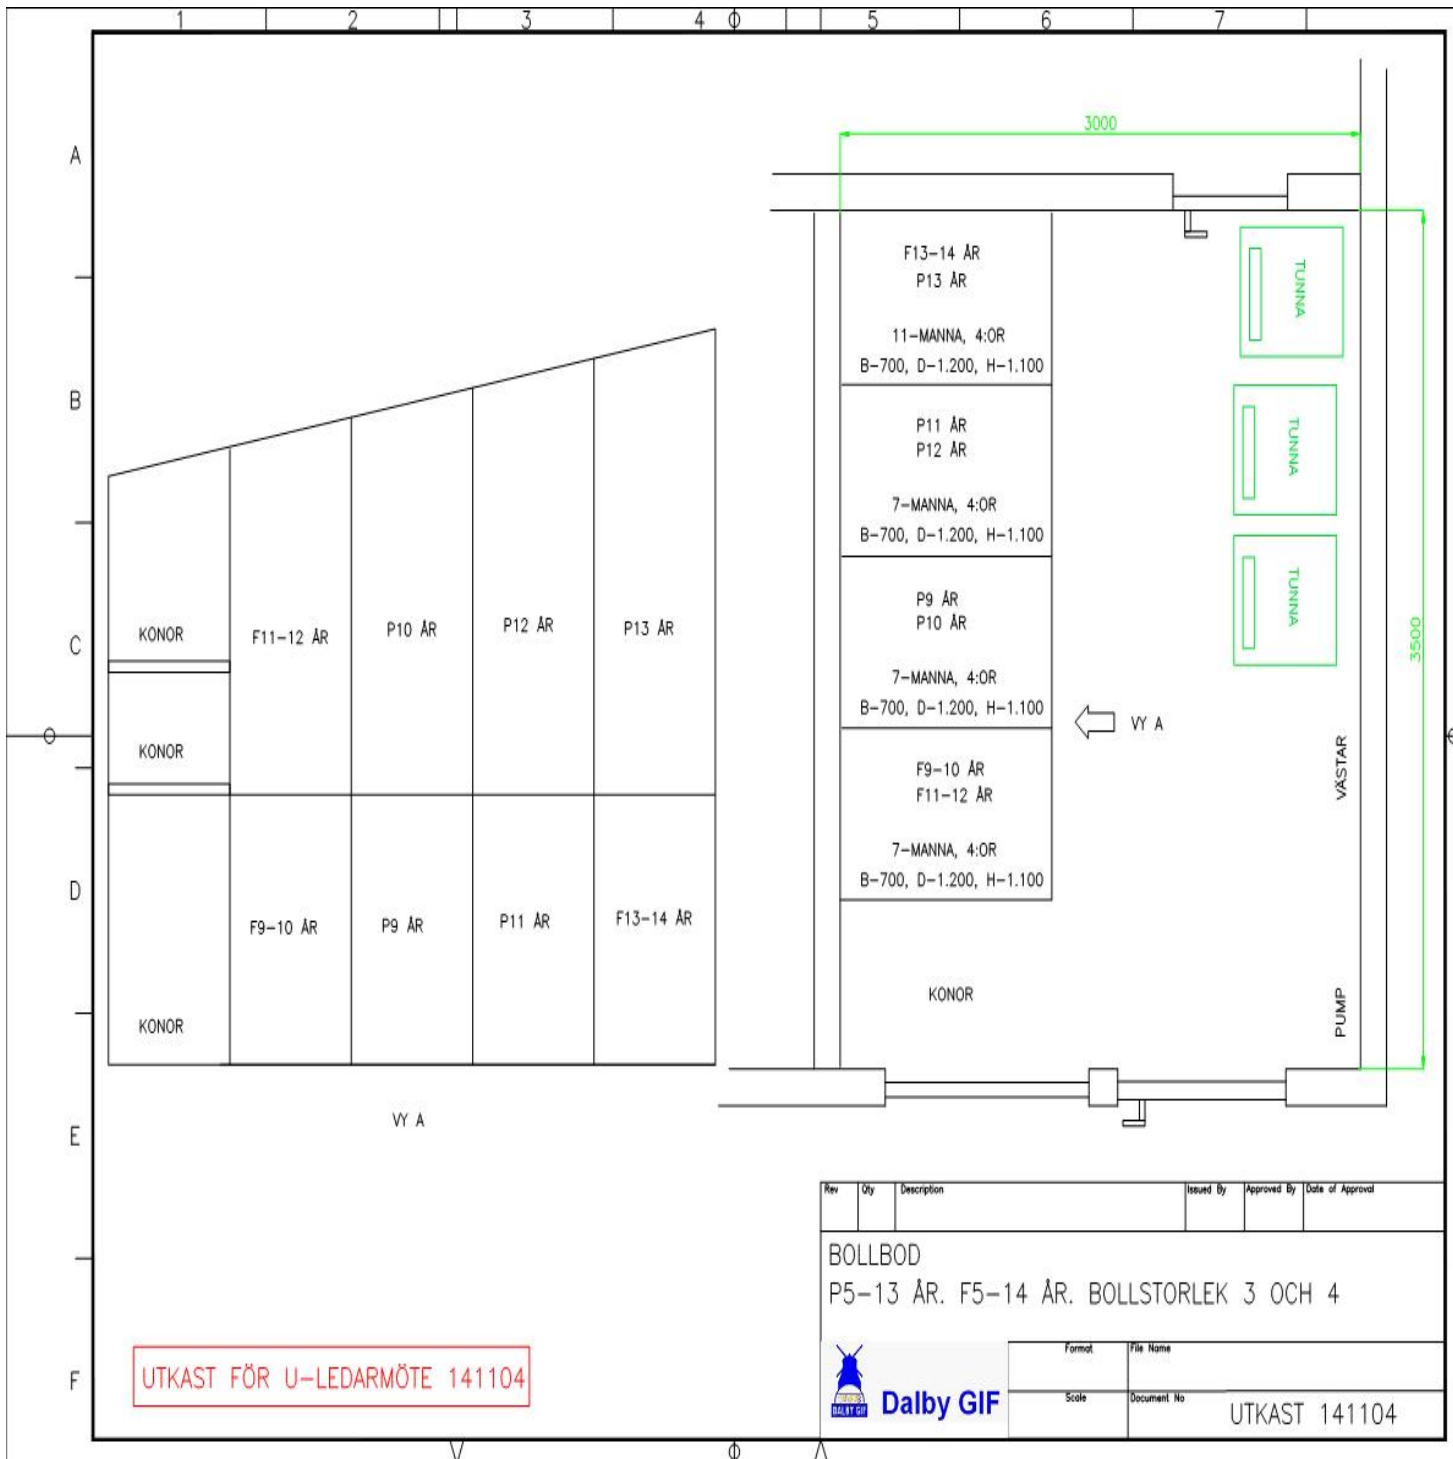 1 2 3 4 5 6 7
A
B
C
D
E
F
3000
3500
F13-14 ÅR
P13 ÅR
11-MANNA, 4:OR
B-700, D-1.200, H-1.100
P11 ÅR
P12 ÅR
7-MANNA, 4:OR
B-700, D-1.200, H-1.100
P9 ÅR
P10 ÅR
7-MANNA, 4:OR
B-700, D-1.200, H-1.100
F9-10 ÅR
F11-12 ÅR
7-MANNA, 4:OR
B-700, D-1.200, H-1.100
KONOR
TUNNA
TUNNA
TUNNA
VY A
VÄSTAR
PUMP
KONOR
F11-12 ÅR
P10 ÅR
P12 ÅR
P13 ÅR
KONOR
F9-10 ÅR
P9 ÅR
P11 ÅR
F13-14 ÅR
KONOR
VY A
Rev Qty Description Issued By Approved By Date of Approval
BOLLBOD
P5-13 ÅR. F5-14 ÅR. BOLLSTORLEK 3 OCH 4
DALBY GIF
Dalby GIF
Format File Name
Scale Document No UTKAST 141104
UTKAST FÖR U-LEDARMÖTE 141104